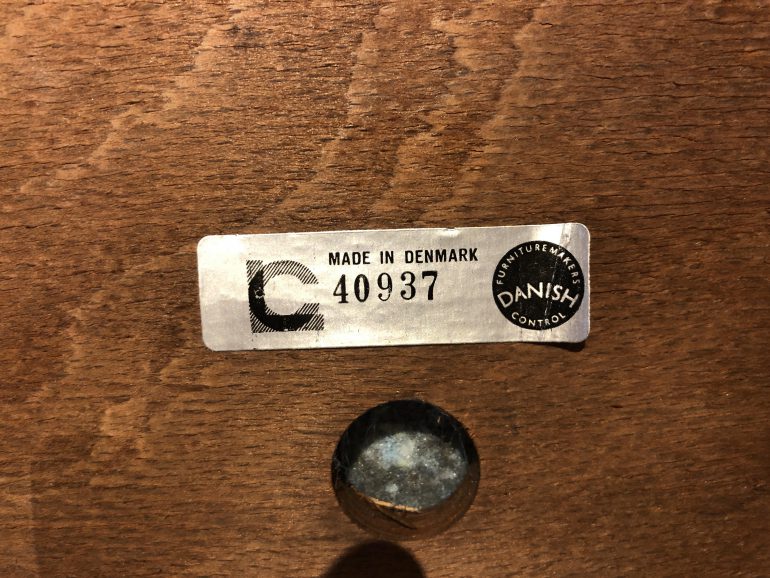 C
MADE IN DENMARK
40937
FURNITUREMAKERS
DANISH
CONTROL